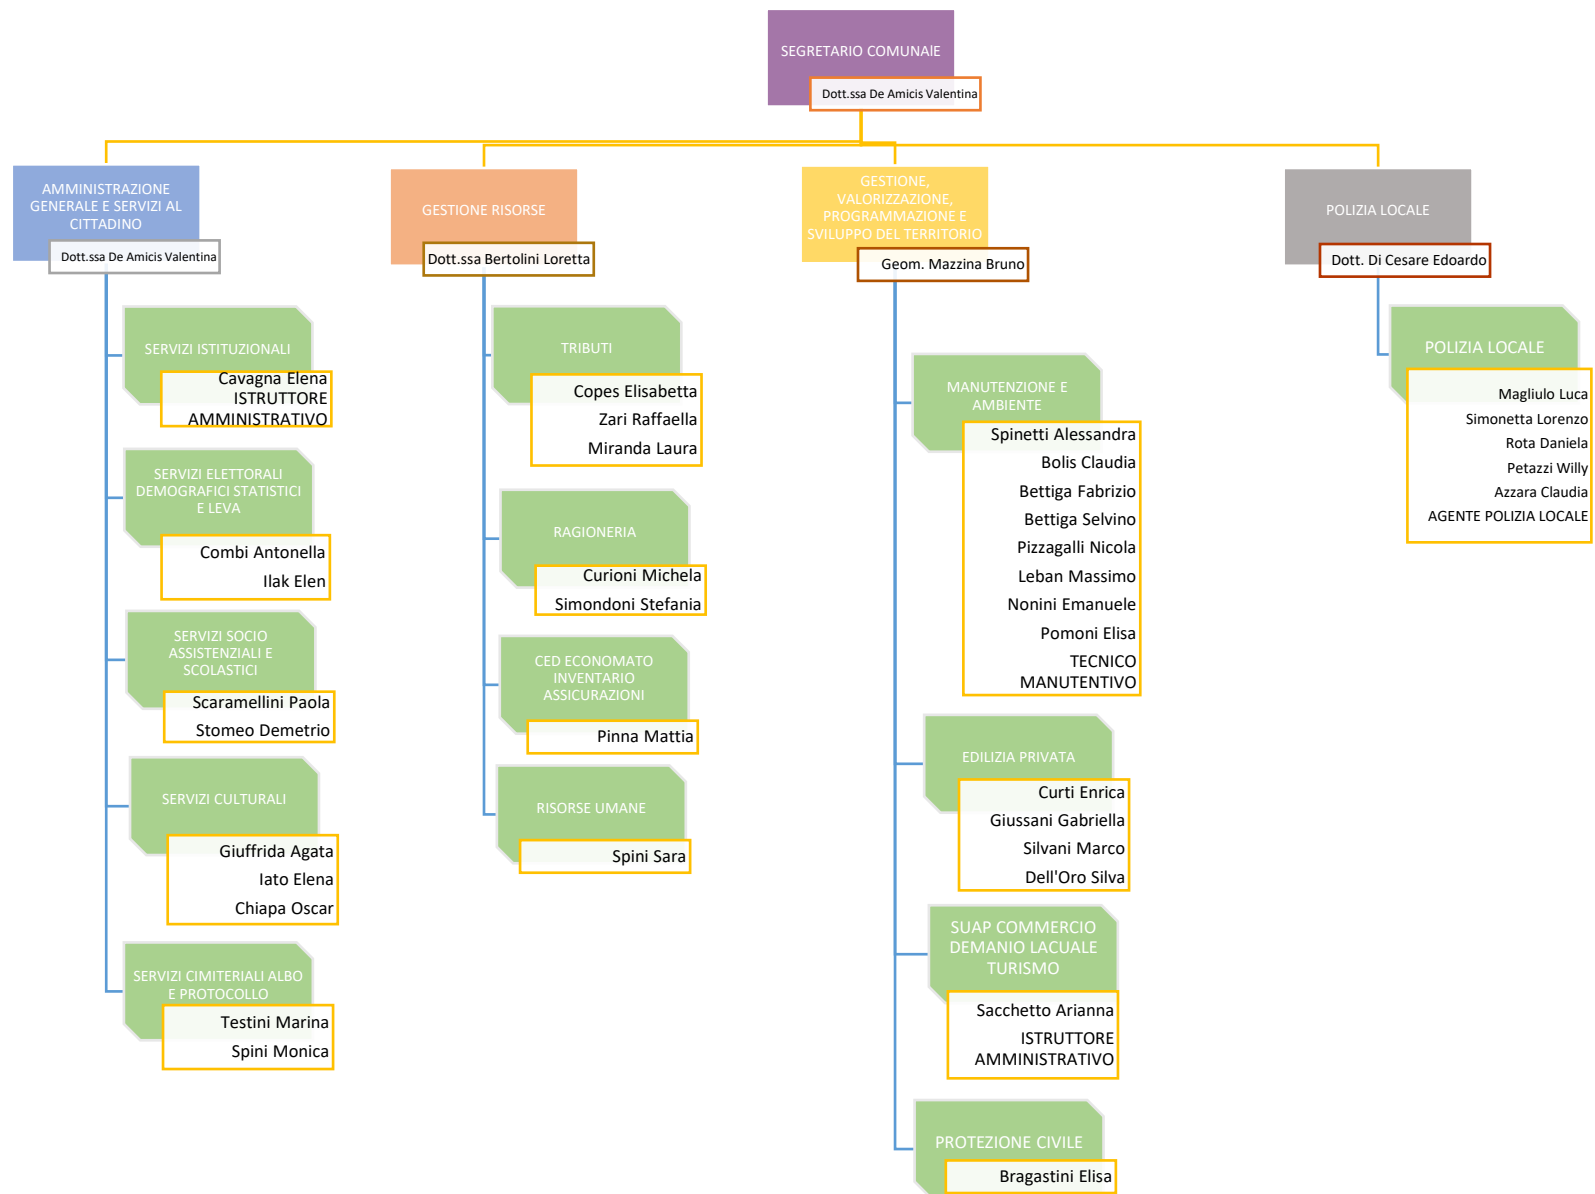 SEGRETARIO COMUNAlE
Dott.ssa De Amicis Valentina
AMMINISTRAZIONE
GENERALE E SERVIZI AL
CITTADINO
Dott.ssa De Amicis Valentina
SERVIZI ISTITUZIONALI
Cavagna Elena
ISTRUTTORE
AMMINISTRATIVO
SERVIZI ELETTORALI
DEMOGRAFICI STATISTICI
E LEVA
Combi Antonella
Ilak Elen
SERVIZI SOCIO
ASSISTENZIALI E
SCOLASTICI
Scaramellini Paola
Stomeo Demetrio
SERVIZI CULTURALI
Giuffrida Agata
Iato Elena
Chiapa Oscar
SERVIZI CIMITERIALI ALBO
E PROTOCOLLO
Testini Marina
Spini Monica
GESTIONE RISORSE
Dott.ssa Bertolini Loretta
TRIBUTI
Copes Elisabetta
Zari Raffaella
Miranda Laura
RAGIONERIA
Curioni Michela
Simondoni Stefania
CED ECONOMATO
INVENTARIO
ASSICURAZIONI
Pinna Mattia
RISORSE UMANE
Spini Sara
GESTIONE,
VALORIZZAZIONE,
PROGRAMMAZIONE E
SVILUPPO DEL TERRITORIO
Geom. Mazzina Bruno
MANUTENZIONE E
AMBIENTE
Spinetti Alessandra
Bolis Claudia
Bettiga Fabrizio
Bettiga Selvino
Pizzagalli Nicola
Leban Massimo
Nonini Emanuele
Pomoni Elisa
TECNICO
MANUTENTIVO
EDILIZIA PRIVATA
Curti Enrica
Giussani Gabriella
Silvani Marco
Dell'Oro Silva
SUAP COMMERCIO
DEMANIO LACUALE
TURISMO
Sacchetto Arianna
ISTRUTTORE
AMMINISTRATIVO
PROTEZIONE CIVILE
Bragastini Elisa
POLIZIA LOCALE
Dott. Di Cesare Edoardo
POLIZIA LOCALE
Magliulo Luca
Simonetta Lorenzo
Rota Daniela
Petazzi Willy
Azzara Claudia
AGENTE POLIZIA LOCALE